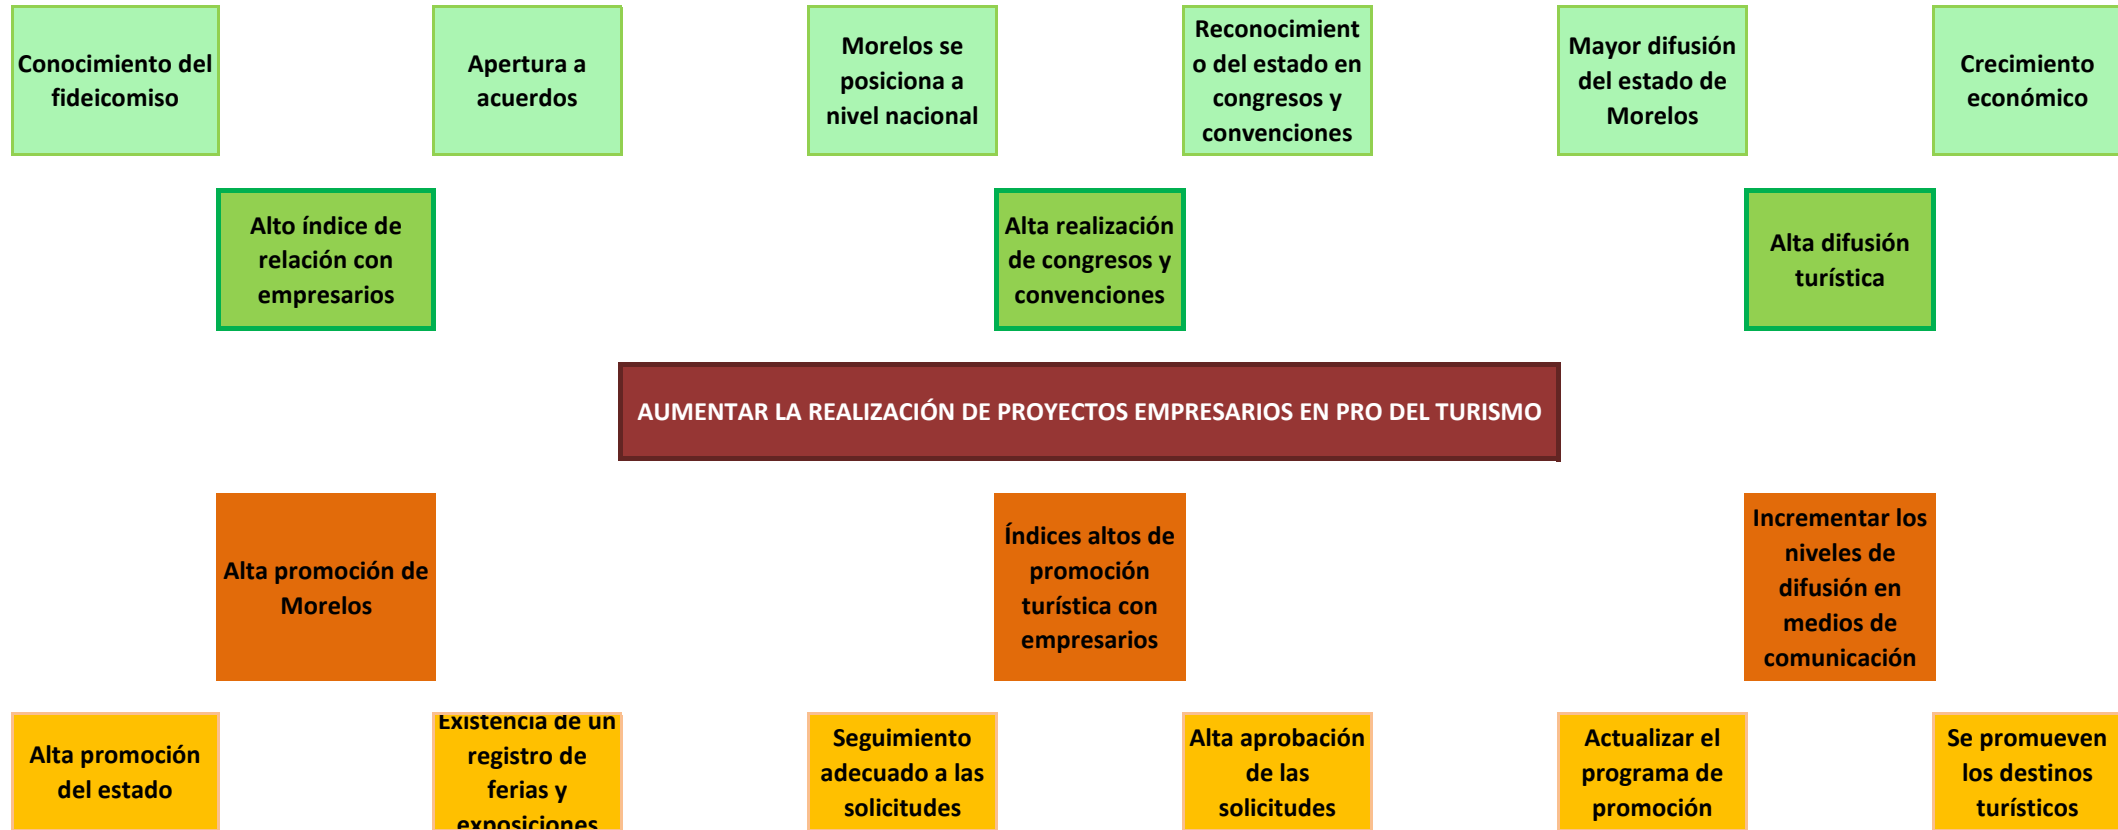 Conocimiento del
fideicomiso
Apertura a
acuerdos
Morelos se
posiciona a
nivel nacional
Reconocimient
o del estado en
congresos y
convenciones
Mayor difusión
del estado de
Morelos
Crecimiento
económico
Alto índice de
relación con
empresarios
Alta realización
de congresos y
convenciones
Alta difusión
turística
AUMENTAR LA REALIZACIÓN DE PROYECTOS EMPRESARIOS EN PRO DEL TURISMO
Alta promoción de
Morelos
Índices altos de
promoción
turística con
empresarios
Incrementar los
niveles de
difusión en
medios de
comunicación
Alta promoción
del estado
Existencia de un
registro de
ferias y
exposiciones
Seguimiento
adecuado a las
solicitudes
Alta aprobación
de las
solicitudes
Actualizar el
programa de
promoción
Se promueven
los destinos
turísticos